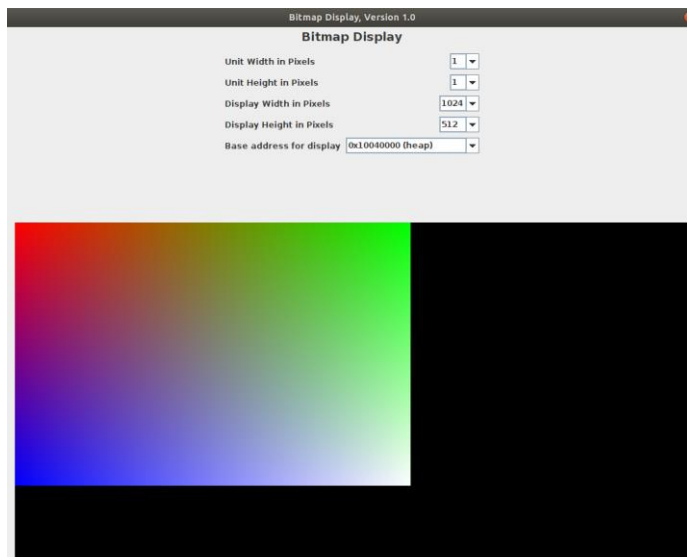 Bitmap Display, Version 1.0
Bitmap Display
Unit Width in Pixels 1
Unit Height in Pixels 1
Display Width in Pixels 1024
Display Height in Pixels 512
Base address for display 0x10040000 (heap)